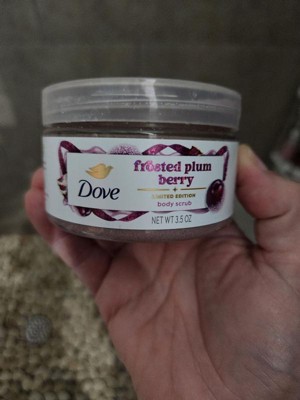 Dove
frosted plum
berry
LIMITED EDITION
body scrub
NET WT 3.5 OZ